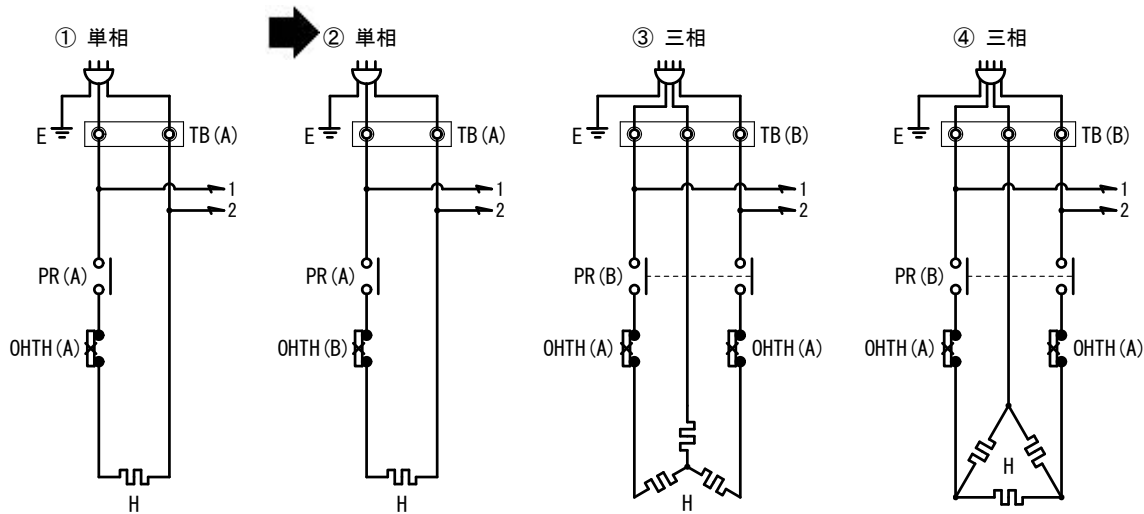 ① 単相
E
TB(A)
1
2
PR(A)
OHTH(A)
H
② 単相
E
TB(A)
1
2
PR(A)
OHTH(B)
H
③ 三相
E
TB(B)
1
2
PR(B)
OHTH(A)
OHTH(A)
H
④ 三相
E
TB(B)
1
2
PR(B)
OHTH(A)
OHTH(A)
H